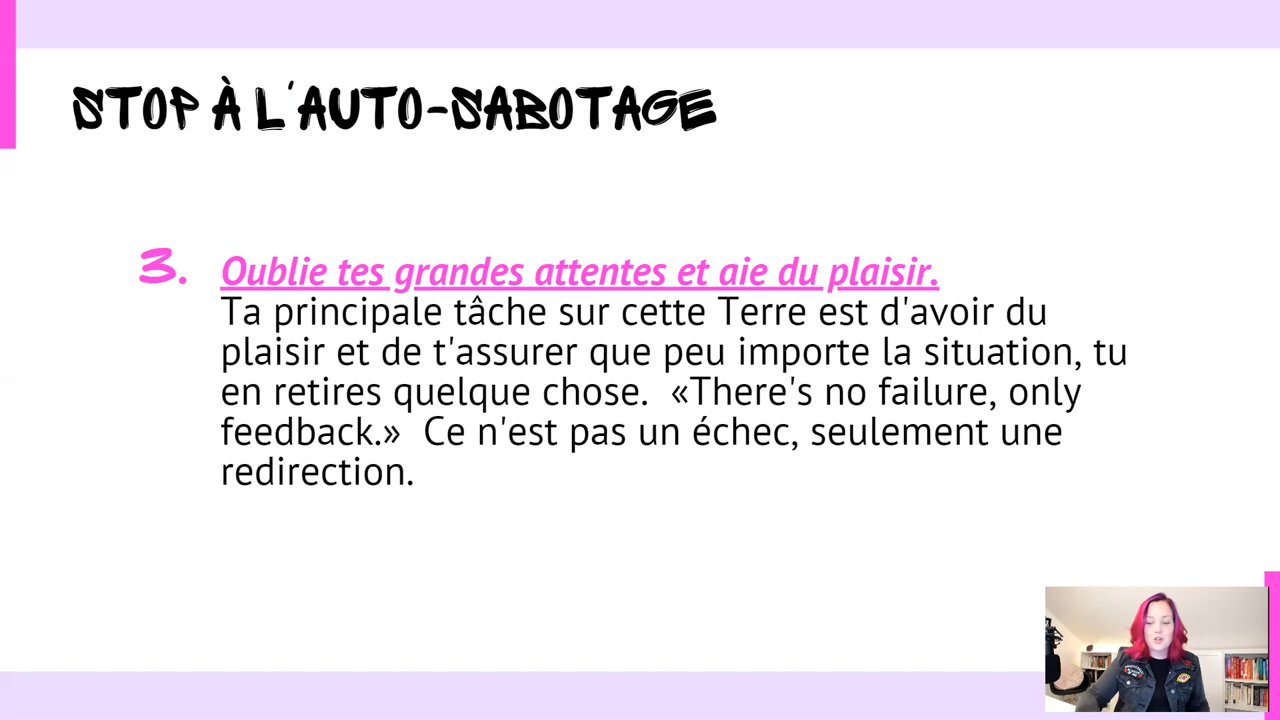 STOP À L'AUTO-SABOTAGE
3. Oublie tes grandes attentes et aie du plaisir.
Ta principale tâche sur cette Terre est d'avoir du
plaisir et de t'assurer que peu importe la situation, tu
en retires quelque chose.  «There's no failure, only
feedback.»  Ce n'est pas un échec, seulement une
redirection.